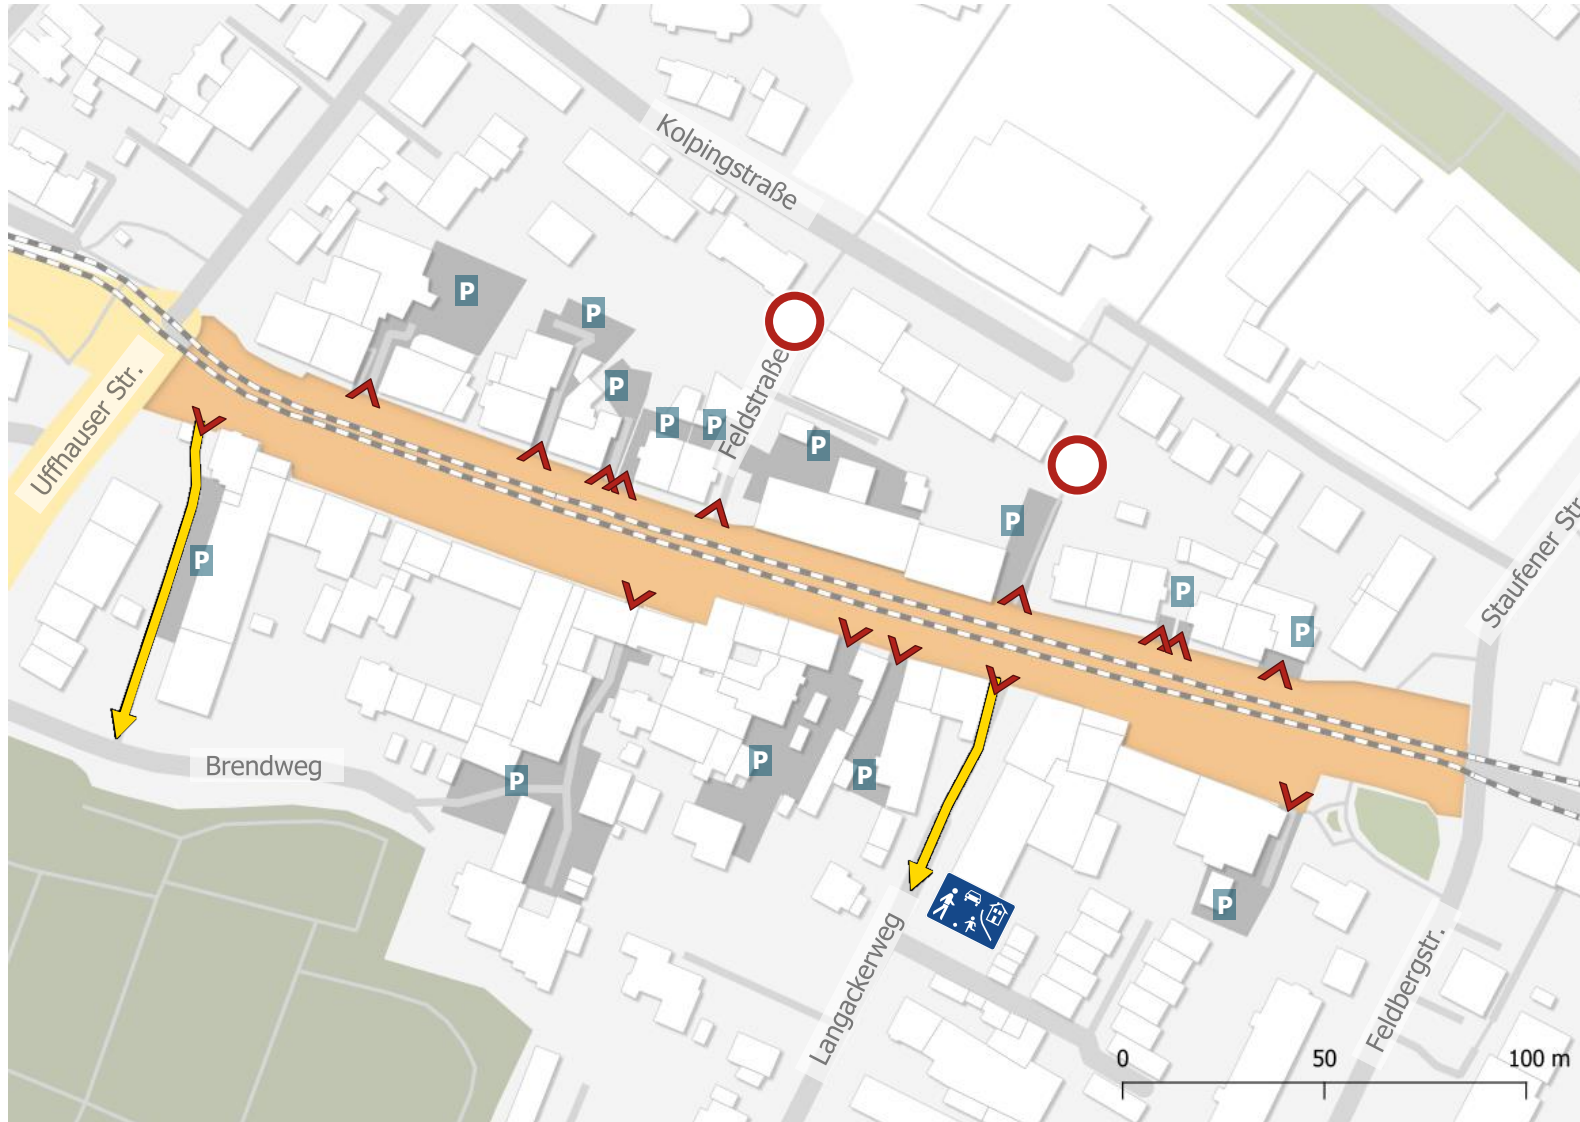 Kolpingstraße
P
P
P
P
P
P
Feldstraße
Uffhauser Str.
P
P
P
P
Staufener Str
Brendweg
P
P
P
P
Langackerweg
Feldbergstr.
0 50 100 m